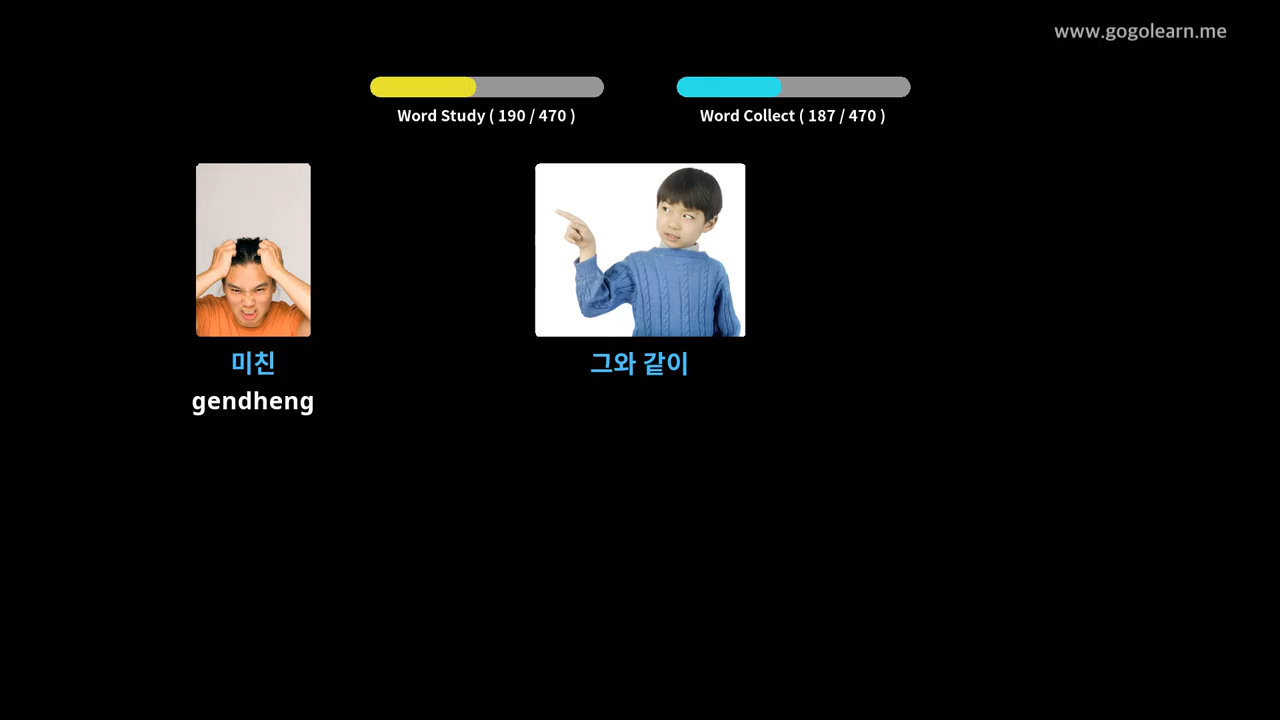 www.gogolearn.me
Word Study ( 190 / 470 )
Word Collect ( 187 / 470 )
미친
그와 같이
gendheng